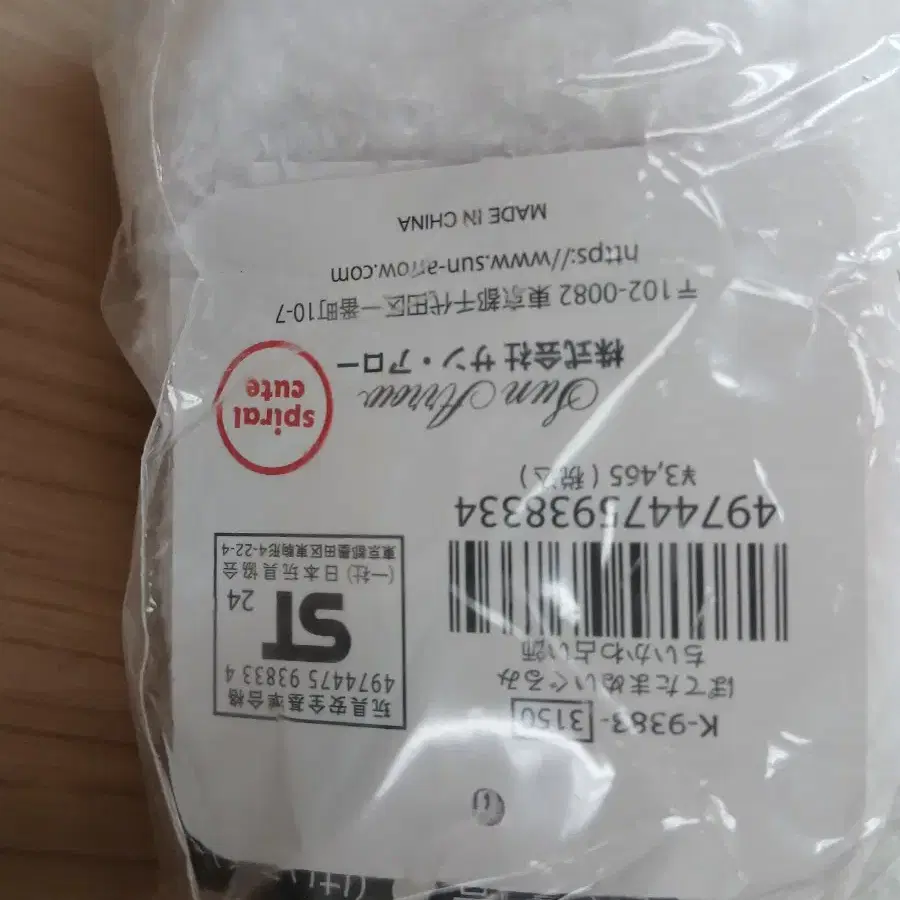 K-9383- 3150
ぽてたまぬいぐるみ
ちいかわ占い師
4974475938334
¥3,465 (税込)
玩具安全基準合格
4974475 93833 4
ST 24
(一社) 日本玩具協会
東京都墨田区東駒形4-22-4
spiral
cute
Sun Arrow
株式会社 サン・アロー
〒102-0082 東京都千代田区一番町10-7
https://www.sun-arrow.com
MADE IN CHINA